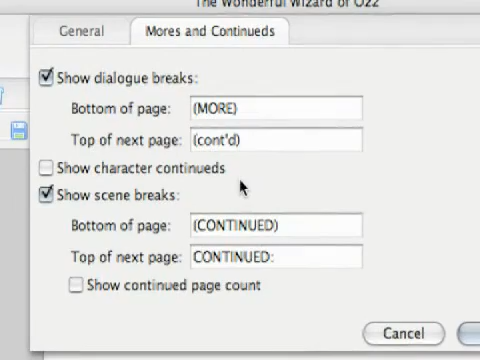 The Wonderful Wizard of Ozz
General
Mores and Continueds
Show dialogue breaks:
Bottom of page: (MORE)
Top of next page: (cont'd)
Show character continueds
Show scene breaks:
Bottom of page: (CONTINUED)
Top of next page: CONTINUED:
Show continued page count
Cancel